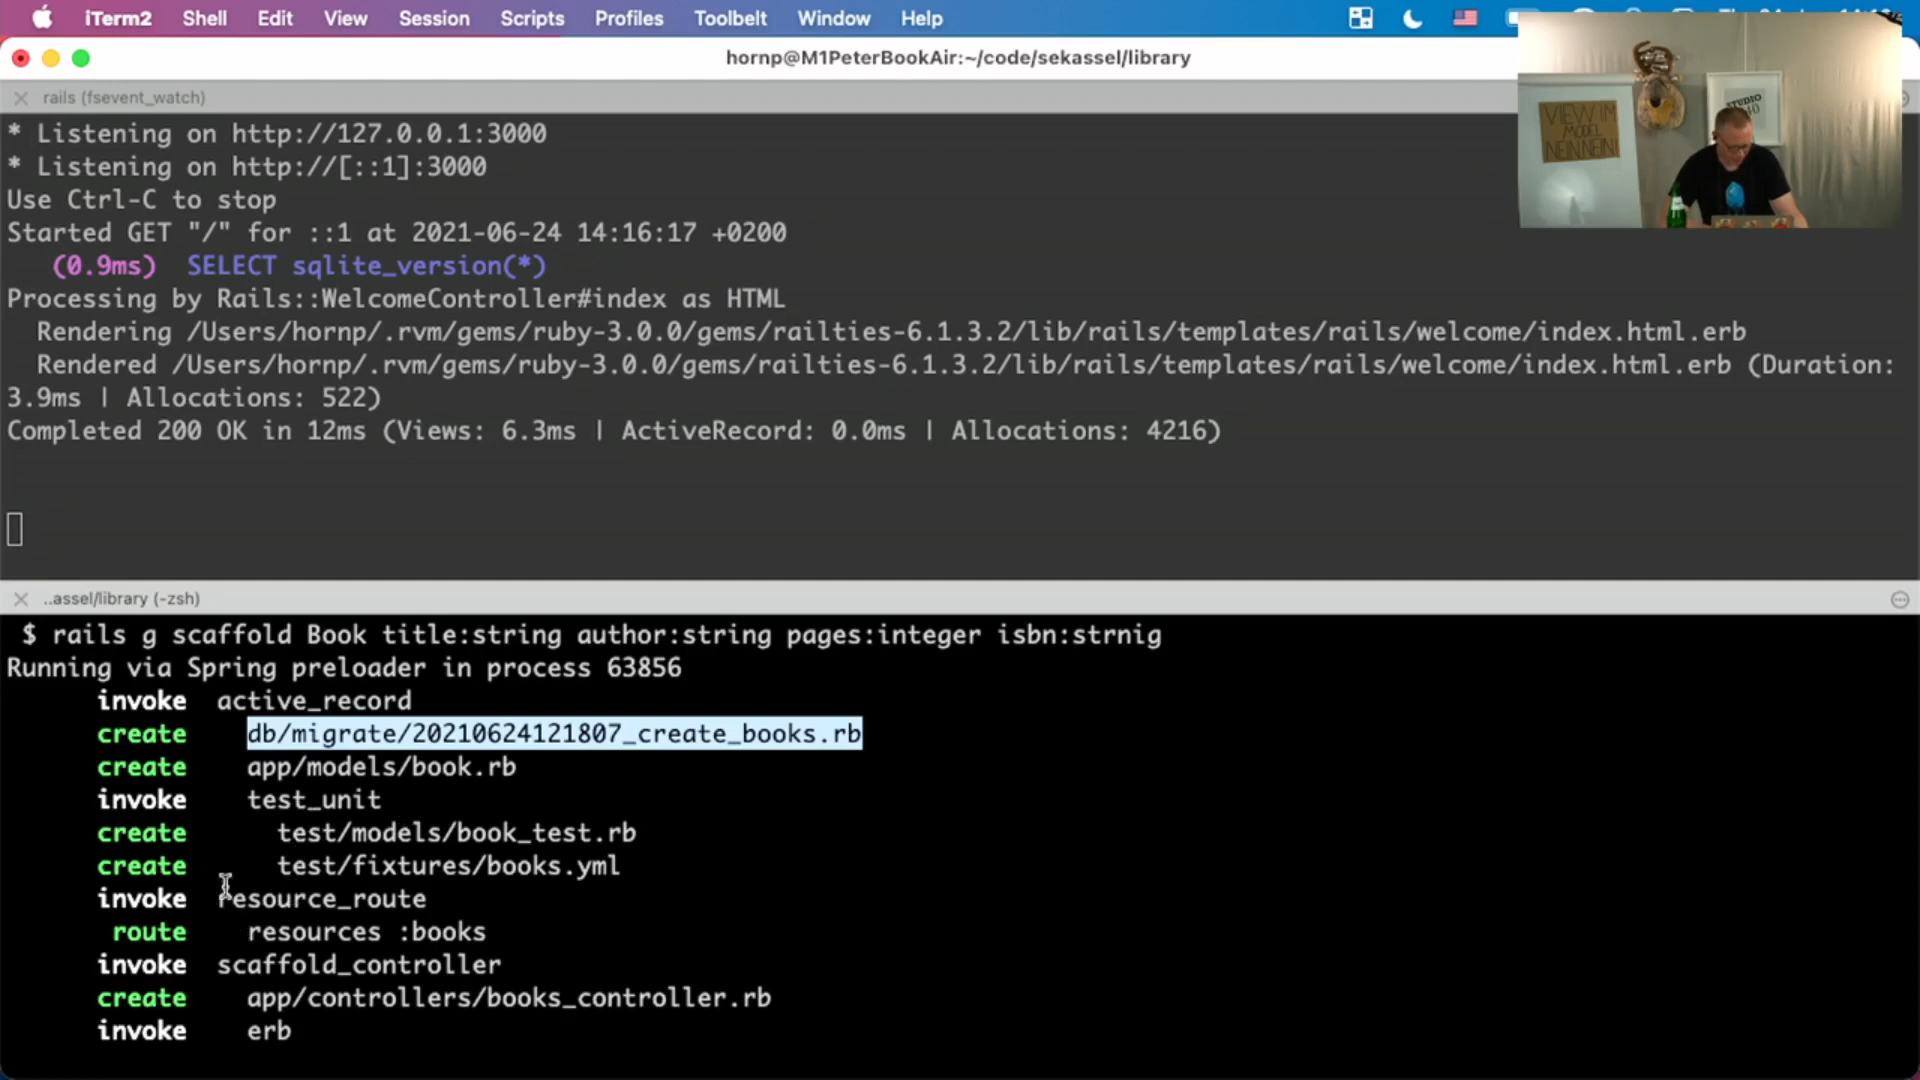 iTerm2 Shell Edit View Session Scripts Profiles Toolbelt Window Help
hornp@M1PeterBookAir:~/code/sekassel/library
rails (fsevent_watch)
* Listening on http://127.0.0.1:3000
* Listening on http://[::1]:3000
Use Ctrl-C to stop
Started GET "/" for ::1 at 2021-06-24 14:16:17 +0200
(0.9ms) SELECT sqlite_version(*)
Processing by Rails::WelcomeController#index as HTML
Rendering /Users/hornp/.rvm/gems/ruby-3.0.0/gems/railties-6.1.3.2/lib/rails/templates/rails/welcome/index.html.erb
Rendered /Users/hornp/.rvm/gems/ruby-3.0.0/gems/railties-6.1.3.2/lib/rails/templates/rails/welcome/index.html.erb (Duration:
3.9ms | Allocations: 522)
Completed 200 OK in 12ms (Views: 6.3ms | ActiveRecord: 0.0ms | Allocations: 4216)
VIEW IM
MODEL
NEIN NEIN!
STUDIO
..assel/library (-zsh)
$ rails g scaffold Book title:string author:string pages:integer isbn:strnig
Running via Spring preloader in process 63856
invoke active_record
create db/migrate/20210624121807_create_books.rb
create app/models/book.rb
invoke test_unit
create test/models/book_test.rb
create test/fixtures/books.yml
invoke resource_route
route resources :books
invoke scaffold_controller
create app/controllers/books_controller.rb
invoke erb